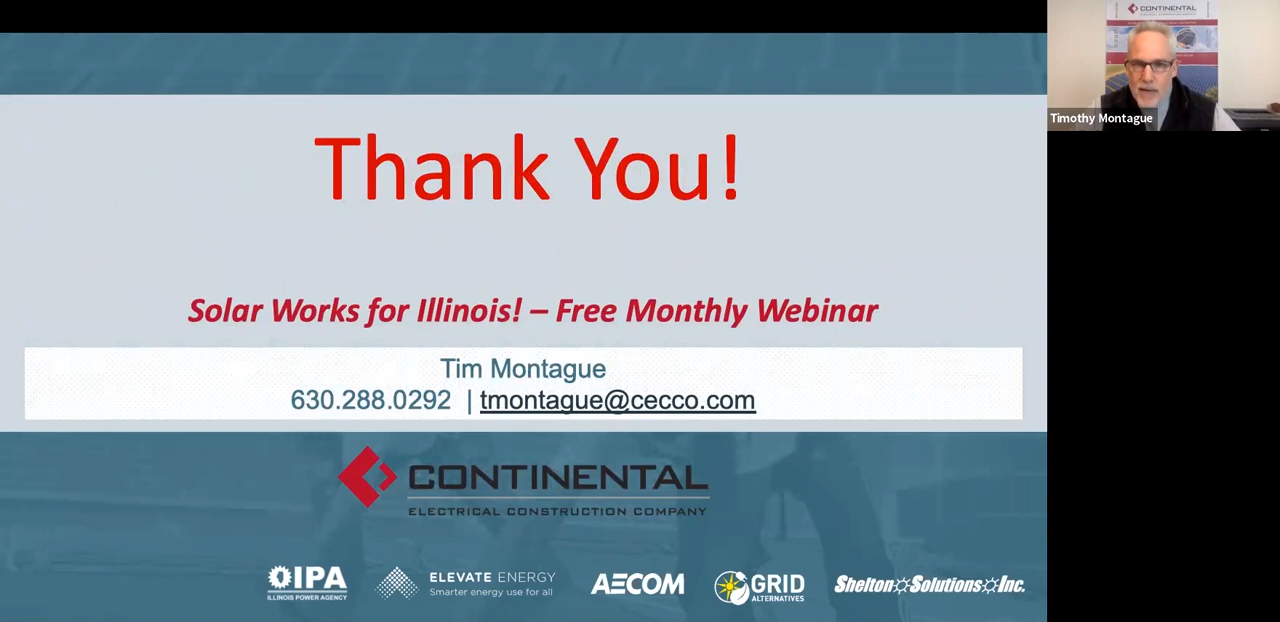 Thank You!
Solar Works for Illinois! – Free Monthly Webinar
Tim Montague
630.288.0292 | tmontague@cecco.com
CONTINENTAL
ELECTRICAL CONSTRUCTION COMPANY
IPA
ILLINOIS POWER AGENCY
ELEVATE ENERGY
Smarter energy use for all
AECOM
GRID
ALTERNATIVES
Shelton Solutions Inc.
CONTINENTAL
Timothy Montague